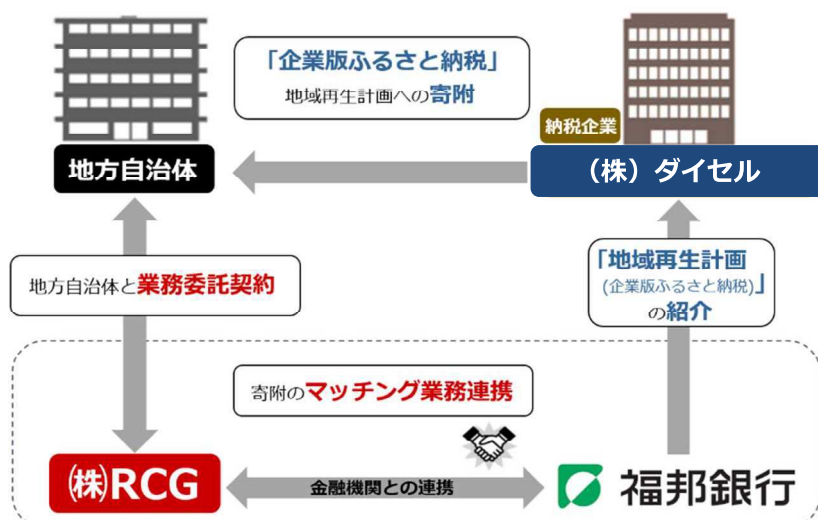 「企業版ふるさと納税」
地域再生計画への寄附
納税企業
地方自治体
（株）ダイセル
地方自治体と業務委託契約
「地域再生計画
(企業版ふるさと納税)」
の紹介
寄附のマッチング業務連携
㈱RCG
金融機関との連携
福邦銀行